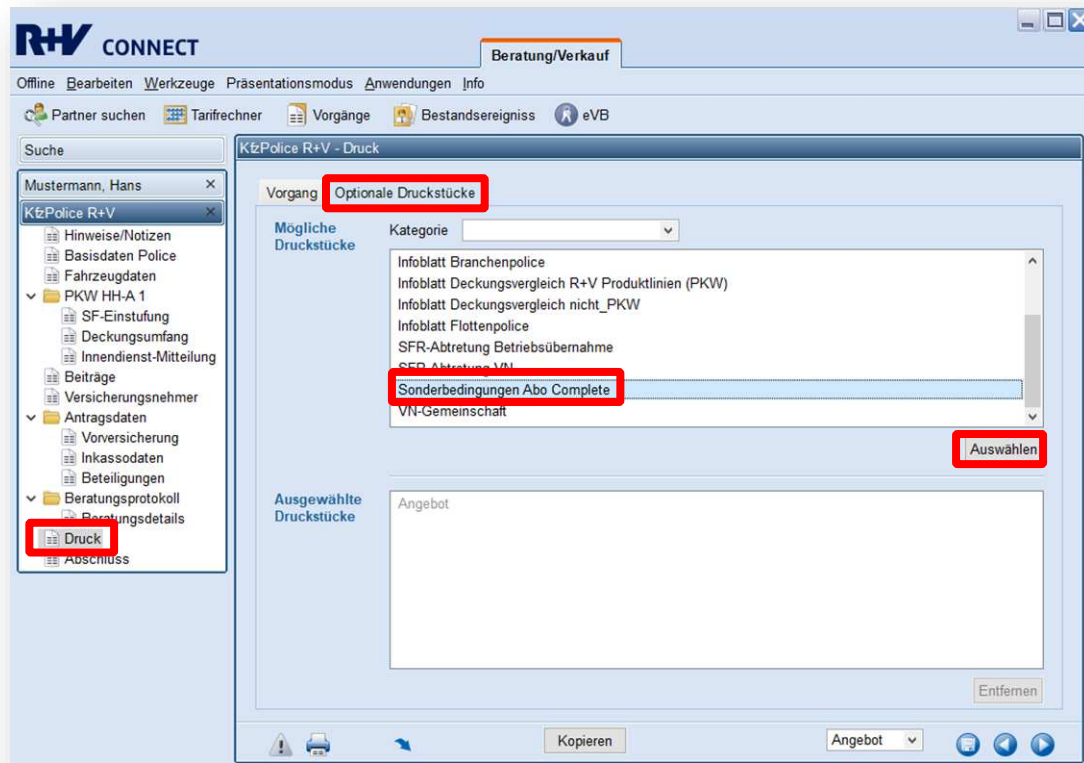 R+V CONNECT
Beratung/Verkauf
Offline Bearbeiten Werkzeuge Präsentationsmodus Anwendungen Info
Partner suchen Tarifrechner Vorgänge Bestandsereigniss eVB
Suche
Mustermann, Hans
KfzPolice R+V
Hinweise/Notizen
Basisdaten Police
Fahrzeugdaten
PKW HH-A 1
SF-Einstufung
Deckungsumfang
Innendienst-Mitteilung
Beiträge
Versicherungsnehmer
Antragsdaten
Vorversicherung
Inkassodaten
Beteiligungen
Beratungsprotokoll
Beratungsdetails
Druck
Abschluss
KfzPolice R+V - Druck
Vorgang Optionale Druckstücke
Mögliche
Druckstücke
Kategorie
Infoblatt Branchenpolice
Infoblatt Deckungsvergleich R+V Produktlinien (PKW)
Infoblatt Deckungsvergleich nicht_PKW
Infoblatt Flottenpolice
SFR-Abtretung Betriebsübernahme
SFR-Abtretung VN
Sonderbedingungen Abo Complete
VN-Gemeinschaft
Auswählen
Ausgewählte
Druckstücke
Angebot
Entfernen
Kopieren
Angebot